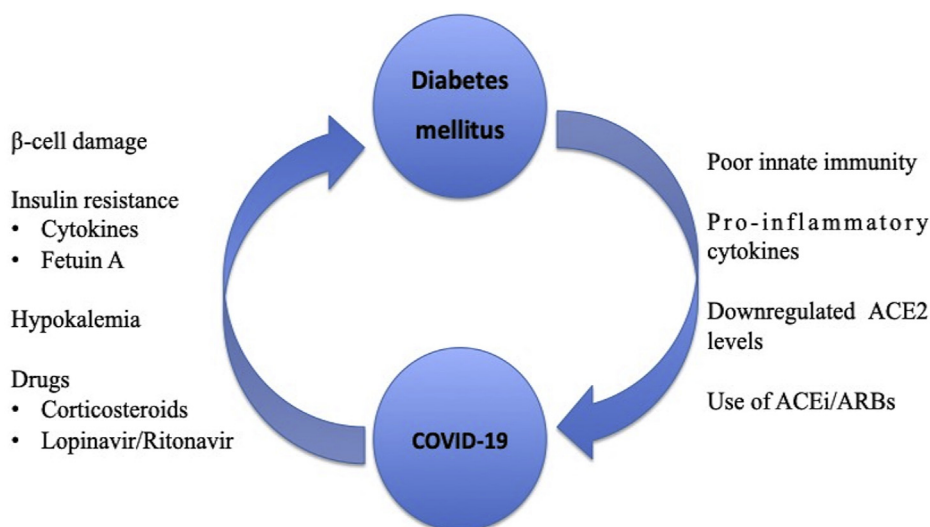 Diabetes
mellitus
β-cell damage
Insulin resistance
• Cytokines
• Fetuin A
Hypokalemia
Drugs
• Corticosteroids
• Lopinavir/Ritonavir
Poor innate immunity
Pro-inflammatory
cytokines
Downregulated ACE2
levels
Use of ACEi/ARBs
COVID-19